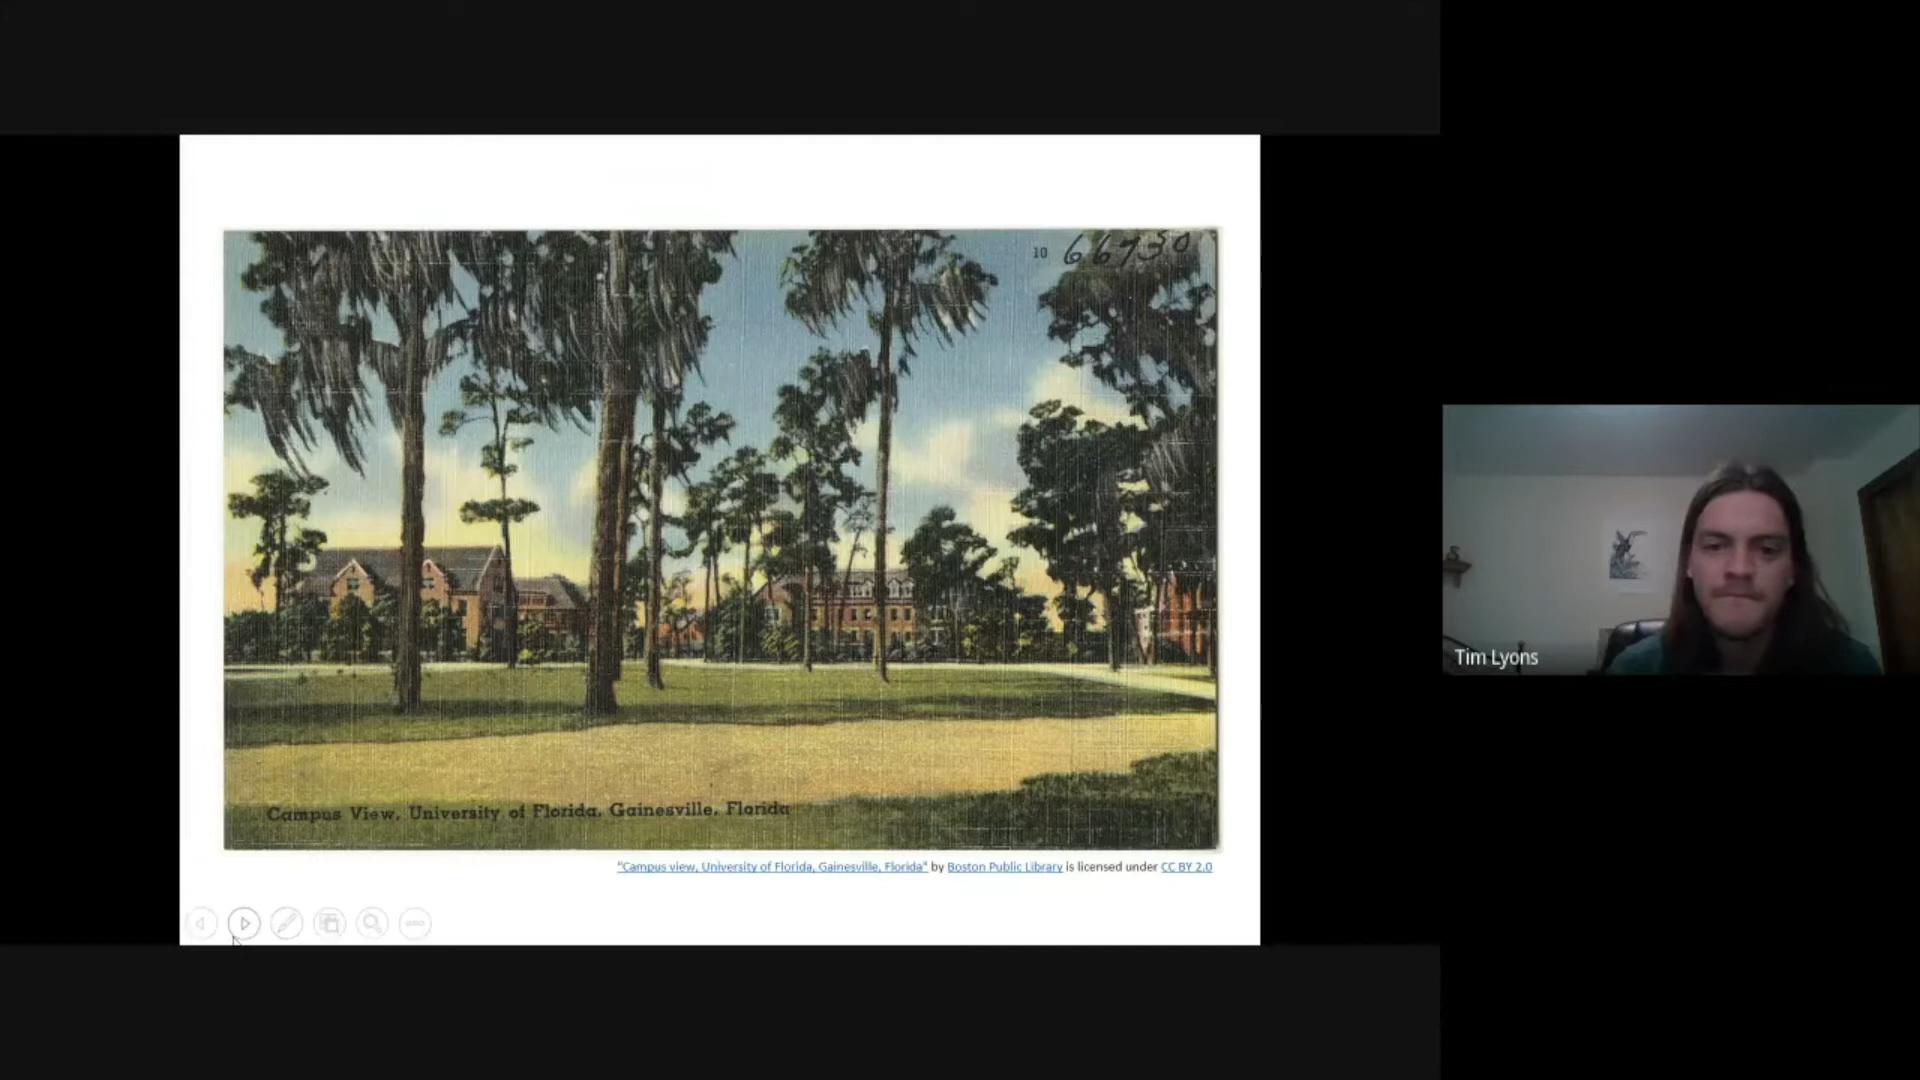 10 66730
Campus View, University of Florida, Gainesville, Florida
"Campus view, University of Florida, Gainesville, Florida" by Boston Public Library is licensed under CC BY 2.0
Tim Lyons